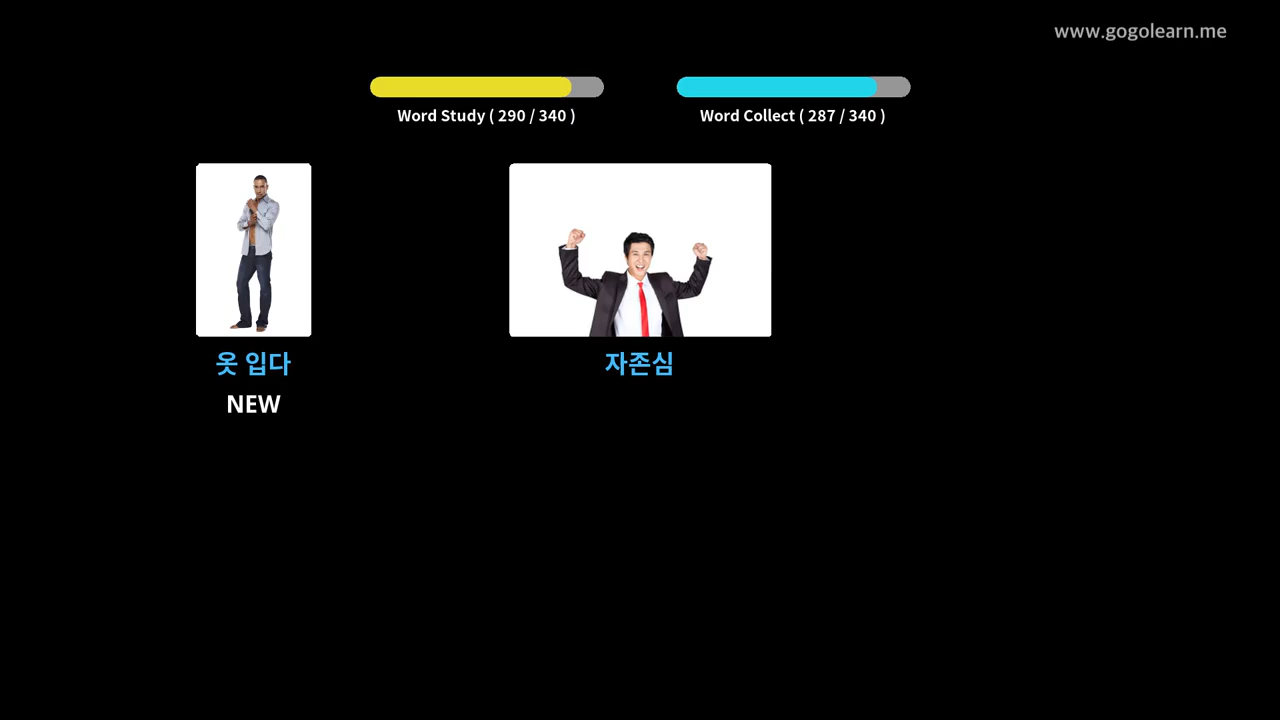 www.gogolearn.me
Word Study ( 290 / 340 )
Word Collect ( 287 / 340 )
옷 입다
자존심
NEW